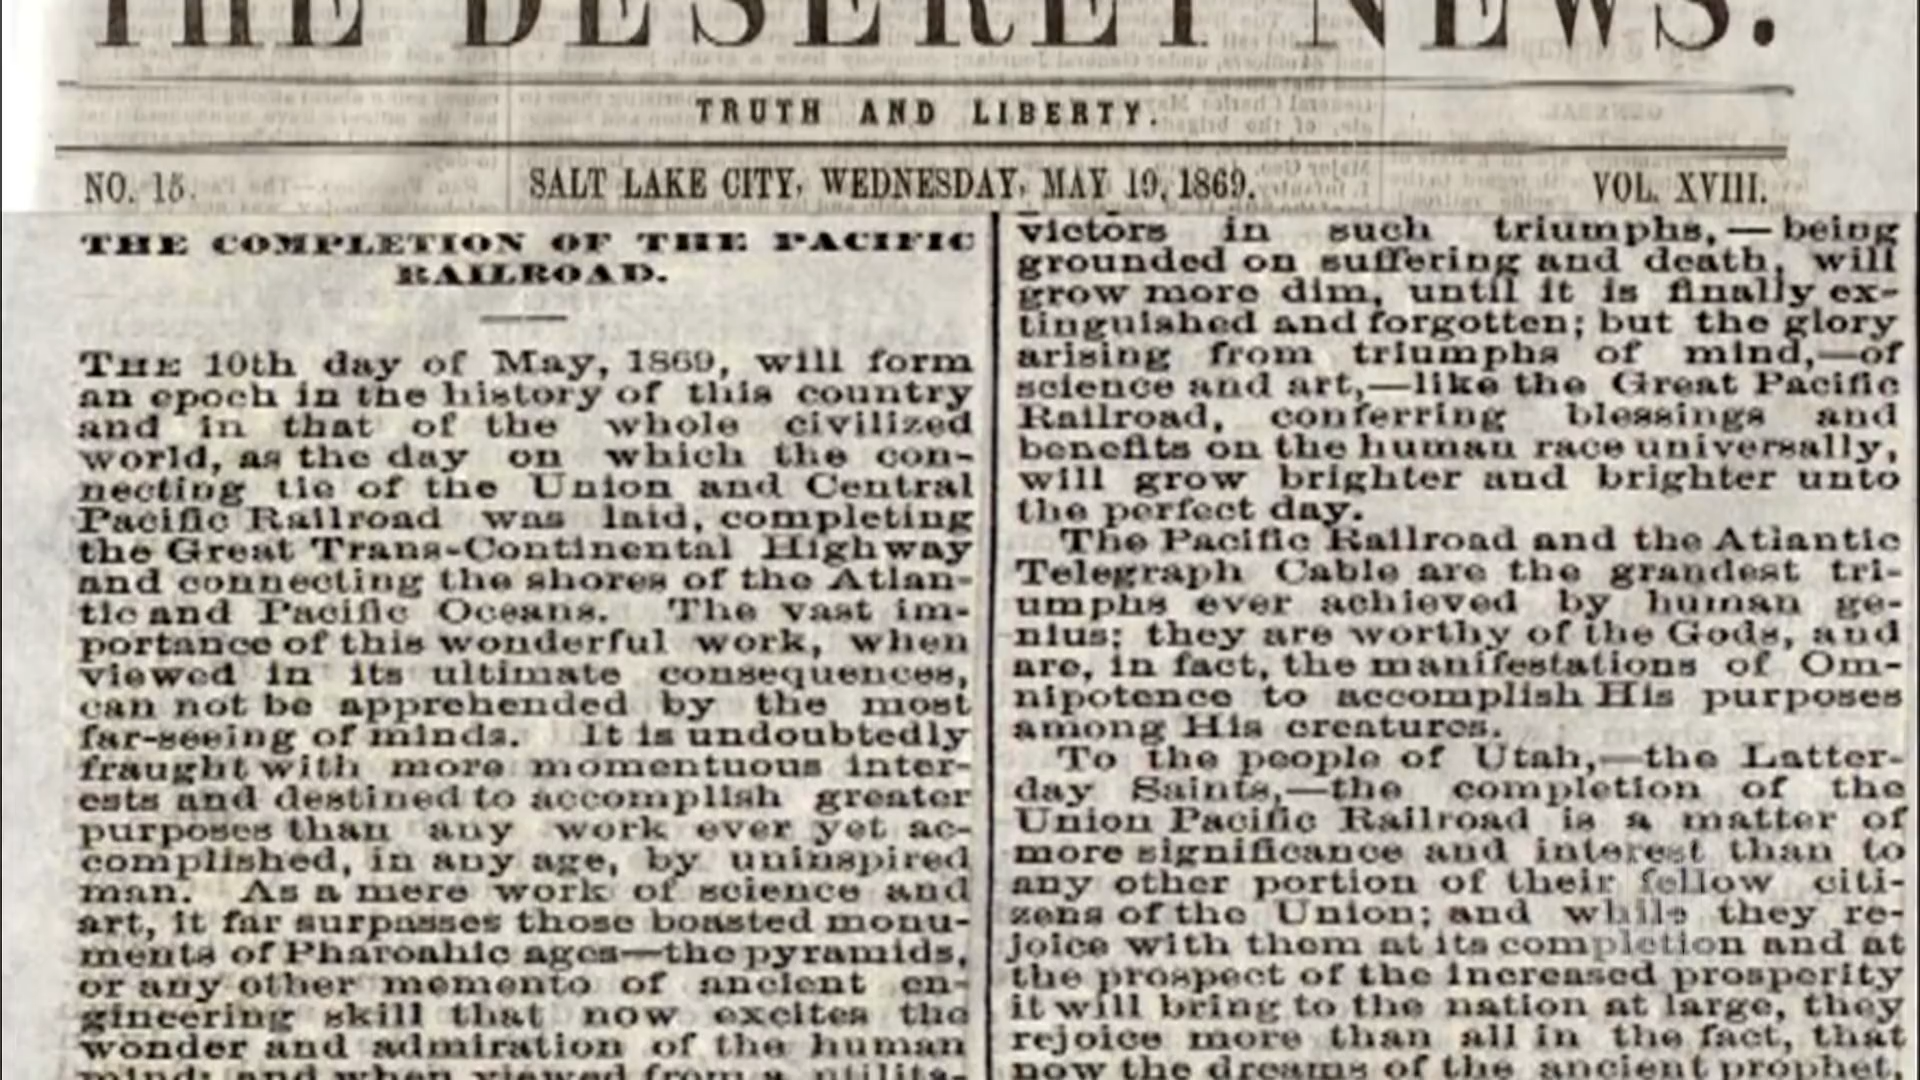 THE DESERET NEWS.
TRUTH AND LIBERTY.
NO. 15.
SALT LAKE CITY, WEDNESDAY, MAY 19, 1869.
VOL. XVIII.
THE COMPLETION OF THE PACIFIC
RAILROAD.
THE 10th day of May, 1869, will form
an epoch in the history of this country
and in that of the whole civilized
world, as the day on which the con-
necting tie of the Union and Central
Pacific Railroad was laid, completing
the Great Trans-Continental Highway
and connecting the shores of the Atlan-
tic and Pacific Oceans. The vast im-
portance of this wonderful work, when
viewed in its ultimate consequences,
can not be apprehended by the most
far-seeing of minds. It is undoubtedly
fraught with more momentuous inter-
ests and destined to accomplish greater
purposes than any work ever yet ac-
complished, in any age, by uninspired
man. As a mere work of science and
art, it far surpasses those boasted monu-
ments of Pharoahic ages—the pyramids,
or any other memento of ancient en-
gineering skill that now excites the
wonder and admiration of the human
mind; and when viewed from a utilita-
victors in such triumphs,—being
grounded on suffering and death, will
grow more dim, until it is finally ex-
tinguished and forgotten; but the glory
arising from triumphs of mind,—of
science and art,—like the Great Pacific
Railroad, conferring blessings and
benefits on the human race universally,
will grow brighter and brighter unto
the perfect day.
The Pacific Railroad and the Atlantic
Telegraph Cable are the grandest tri-
umphs ever achieved by human ge-
nius; they are worthy of the Gods, and
are, in fact, the manifestations of Om-
nipotence to accomplish His purposes
among His creatures.
To the people of Utah,—the Latter-
day Saints,—the completion of the
Union Pacific Railroad is a matter of
more significance and interest than to
any other portion of their fellow citi-
zens of the Union; and while they re-
joice with them at its completion and at
the prospect of the increased prosperity
it will bring to the nation at large, they
rejoice more than all in the fact, that
now the dreams of the ancient prophet,